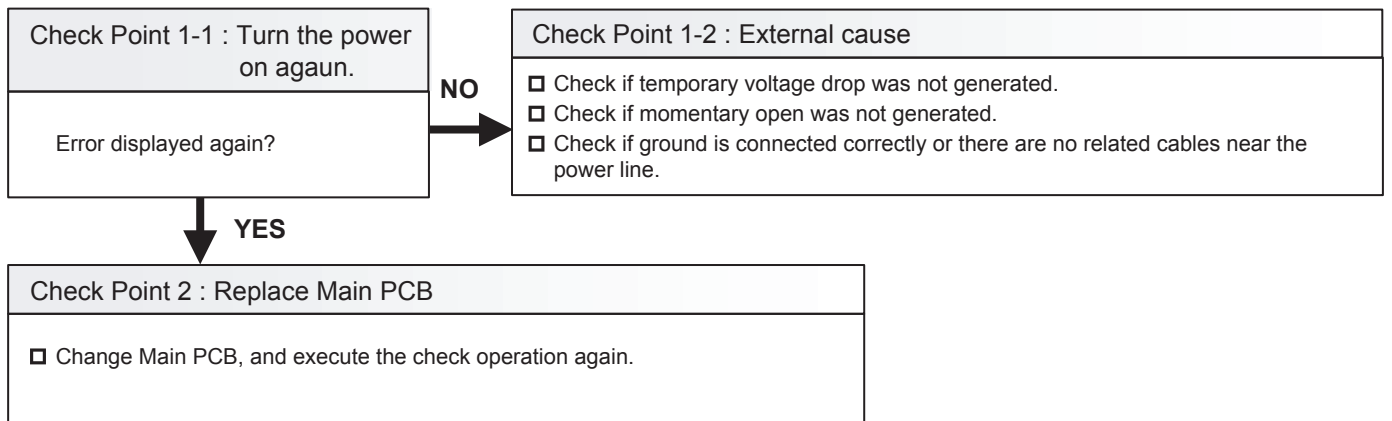 Check Point 1-1 : Turn the power
on agaun.
Error displayed again?
NO
Check Point 1-2 : External cause
Check if temporary voltage drop was not generated.
Check if momentary open was not generated.
Check if ground is connected correctly or there are no related cables near the
power line.
YES
Check Point 2 : Replace Main PCB
Change Main PCB, and execute the check operation again.